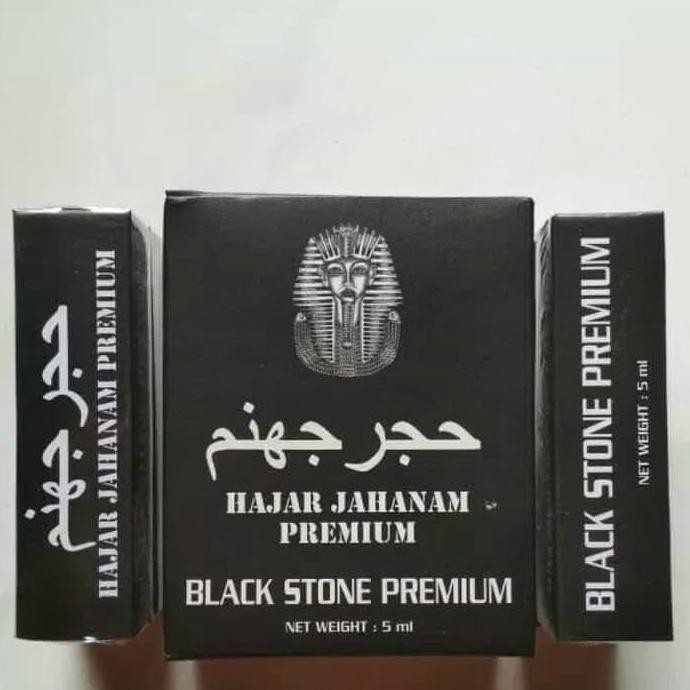 حجر جهنم
HAJAR JAHANAM PREMIUM
حجر جهنم
HAJAR JAHANAM
PREMIUM
BLACK STONE PREMIUM
NET WEIGHT : 5 ml
BLACK STONE PREMIUM
NET WEIGHT : 5 ml